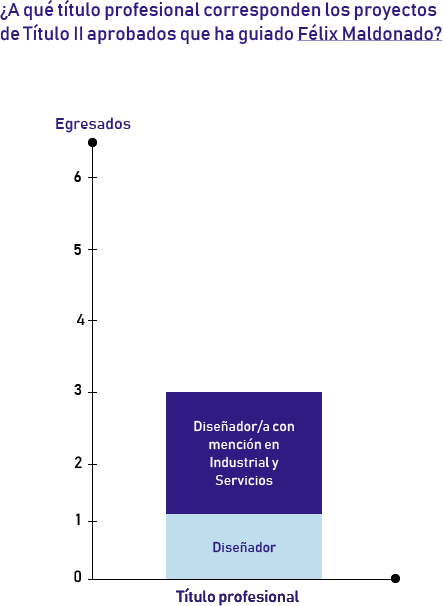 ¿A qué título profesional corresponden los proyectos
de Título II aprobados que ha guiado Félix Maldonado?
Egresados
6
5
4
3
2
1
0
Diseñador/a con
mención en
Industrial y
Servicios
Diseñador
Título profesional